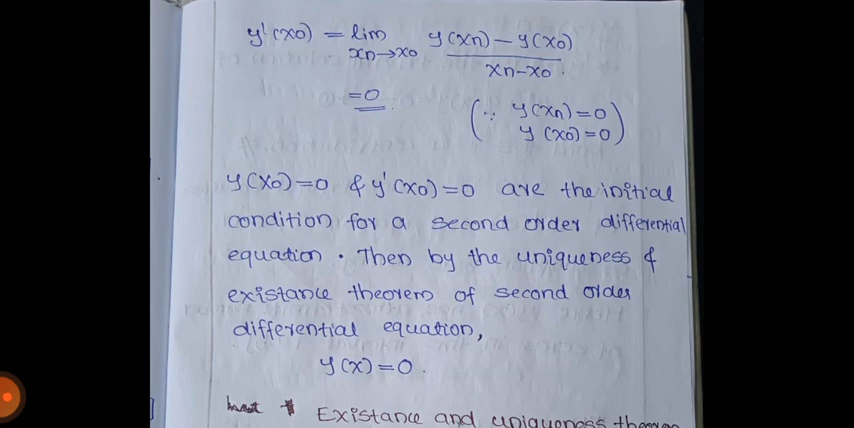 y'(x0) = lim xn→x0 y(xn) - y(x0) / xn-x0
= 0
(∵ y(xn) = 0
y(x0) = 0)
y(x0) = 0 & y'(x0) = 0 are the initial
condition for a second order differential
equation. Then by the uniqueness &
existance theorem of second order
differential equation,
y(x) = 0.
# Existance and uniqueness theorem